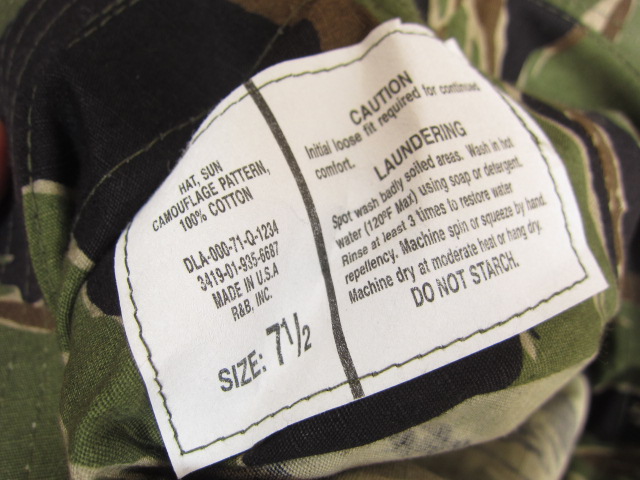 HAT, SUN
CAMOUFLAGE PATTERN,
100% COTTON
DLA-000-71-Q-1234
3419-01-935-6687
MADE IN U.S.A
R&B, INC.
SIZE: 7 1/2
CAUTION
Initial loose fit required for continued
comfort.
LAUNDERING
Spot wash badly soiled areas. Wash in hot
water (120ºF Max) using soap or detergent.
Rinse at least 3 times to restore water
repellency. Machine spin or squeeze by hand.
Machine dry at moderate heat or hang dry.
DO NOT STARCH.